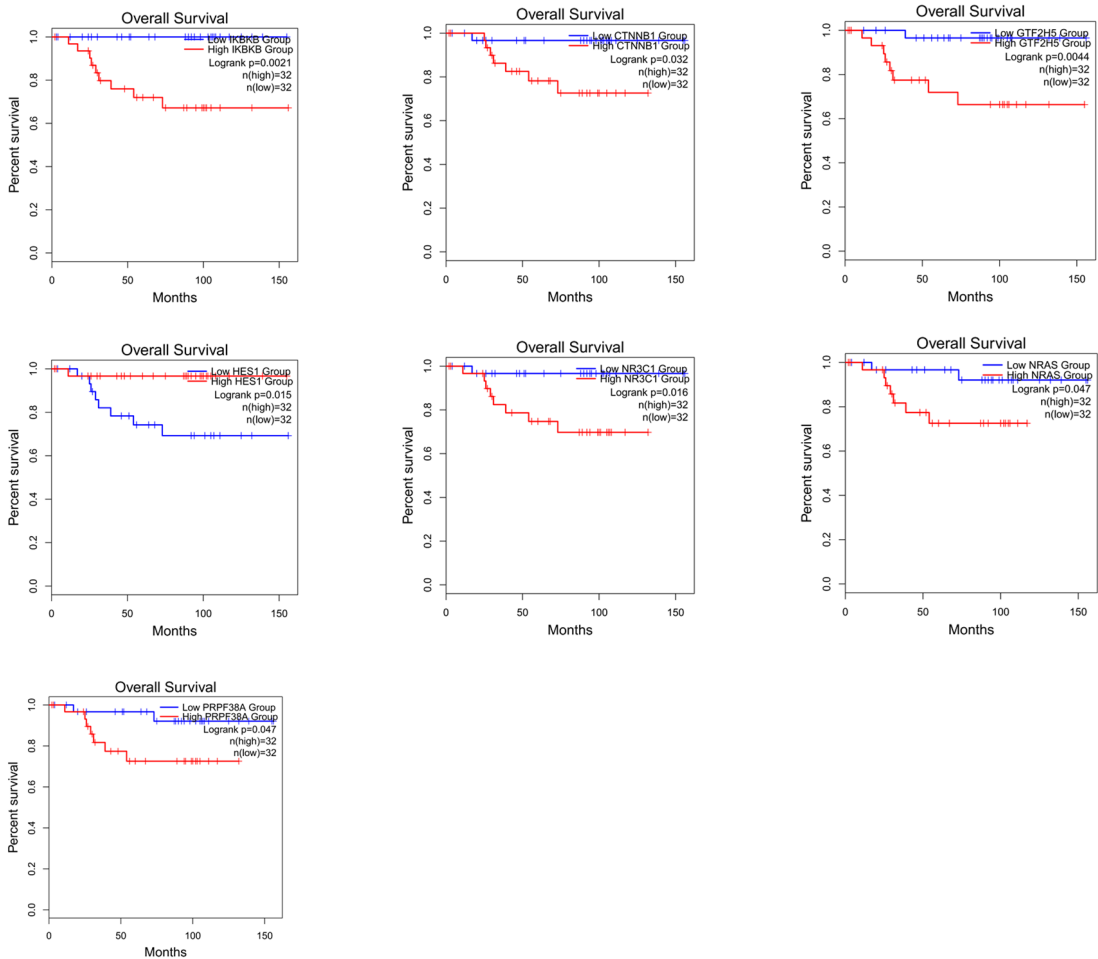 Overall Survival
Low IKBKB Group
High IKBKB Group
Logrank p=0.0021
n(high)=32
n(low)=32
Percent survival
1.0
0.8
0.6
0.4
0.2
0.0
0 50 100 150
Months
Overall Survival
Low CTNNB1 Group
High CTNNB1 Group
Logrank p=0.032
n(high)=32
n(low)=32
Percent survival
1.0
0.8
0.6
0.4
0.2
0.0
0 50 100 150
Months
Overall Survival
Low GTF2H5 Group
High GTF2H5 Group
Logrank p=0.0044
n(high)=32
n(low)=32
Percent survival
1.0
0.8
0.6
0.4
0.2
0.0
0 50 100 150
Months
Overall Survival
Low HES1 Group
High HES1 Group
Logrank p=0.015
n(high)=32
n(low)=32
Percent survival
1.0
0.8
0.6
0.4
0.2
0.0
0 50 100 150
Months
Overall Survival
Low NR3C1 Group
High NR3C1 Group
Logrank p=0.016
n(high)=32
n(low)=32
Percent survival
1.0
0.8
0.6
0.4
0.2
0.0
0 50 100 150
Months
Overall Survival
Low NRAS Group
High NRAS Group
Logrank p=0.047
n(high)=32
n(low)=32
Percent survival
1.0
0.8
0.6
0.4
0.2
0.0
0 50 100 150
Months
Overall Survival
Low PRPF38A Group
High PRPF38A Group
Logrank p=0.047
n(high)=32
n(low)=32
Percent survival
1.0
0.8
0.6
0.4
0.2
0.0
0 50 100 150
Months